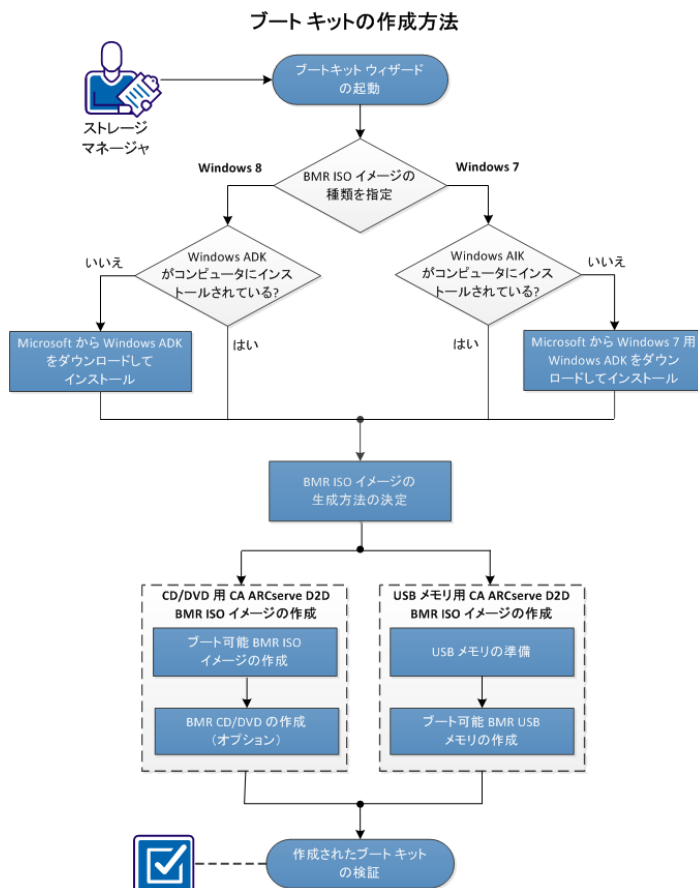 ブート キットの作成方法
ブートキット ウィザード
の起動
ストレージ
マネージャ
Windows 8
BMR ISO イメージの
種類を指定
Windows 7
いいえ
Windows ADK
がコンピュータにインス
トールされている?
Windows AIK
がコンピュータにインス
トールされている?
いいえ
Microsoft から Windows ADK
をダウンロードして
インストール
はい
はい
Microsoft から Windows 7 用
Windows ADK をダウン
ロードしてインストール
BMR ISO イメージの
生成方法の決定
CD/DVD 用 CA ARCserve D2D
BMR ISO イメージの作成
ブート可能 BMR ISO
イメージの作成
BMR CD/DVD の作成
(オプション)
USB メモリ用 CA ARCserve D2D
BMR ISO イメージの作成
USB メモリの準備
ブート可能 BMR USB
メモリの作成
作成されたブート キット
の検証